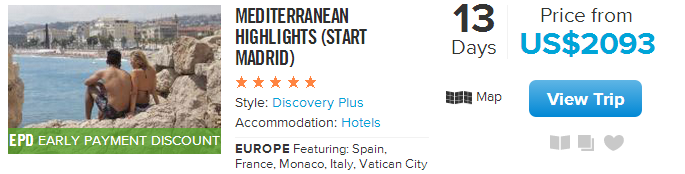 EPD EARLY PAYMENT DISCOUNT
MEDITERRANEAN
HIGHLIGHTS (START
MADRID)
Style: Discovery Plus
Accommodation: Hotels
EUROPE Featuring: Spain,
France, Monaco, Italy, Vatican City
13
Days
Map
Price from
US$2093
View Trip